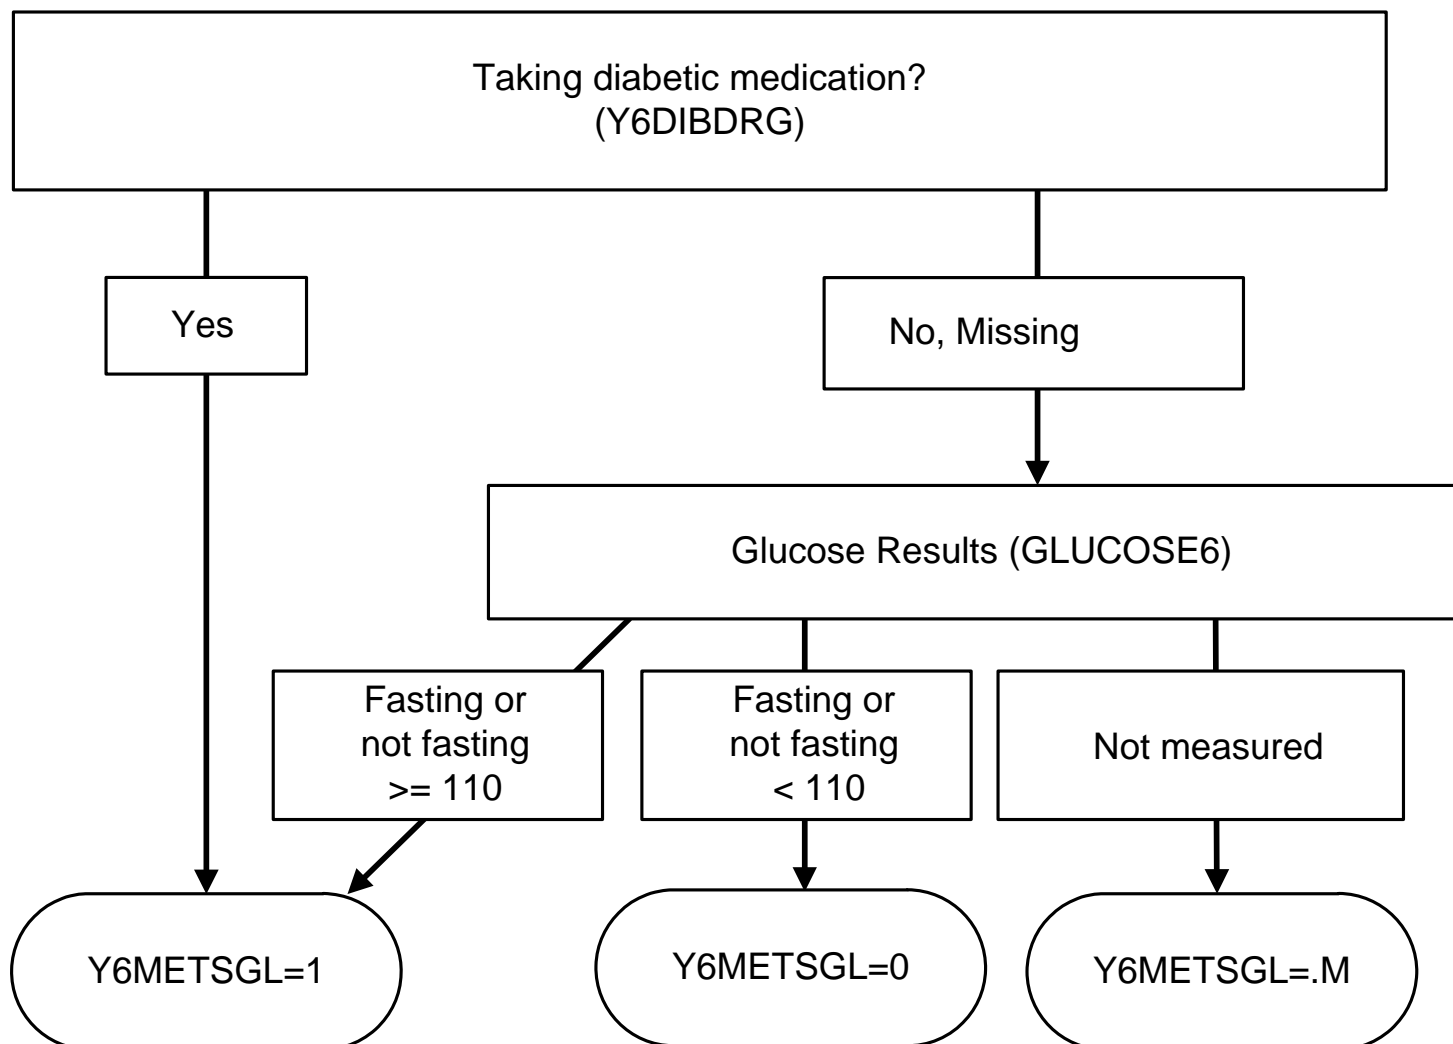 Taking diabetic medication?
(Y6DIBDRG)
Yes
No, Missing
Glucose Results (GLUCOSE6)
Fasting or
not fasting
>= 110
Fasting or
not fasting
< 110
Not measured
Y6METSGL=1
Y6METSGL=0
Y6METSGL=.M